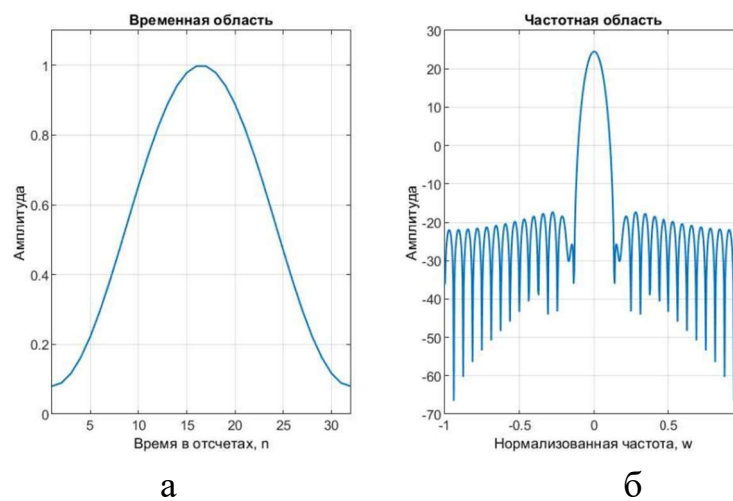 Временная область
Амплитуда
1
0.8
0.6
0.4
0.2
0
5 10 15 20 25 30
Время в отсчетах, n
а
Частотная область
Амплитуда
30
20
10
0
-10
-20
-30
-40
-50
-60
-70
-1 -0.5 0 0.5
Нормализованная частота, w
б